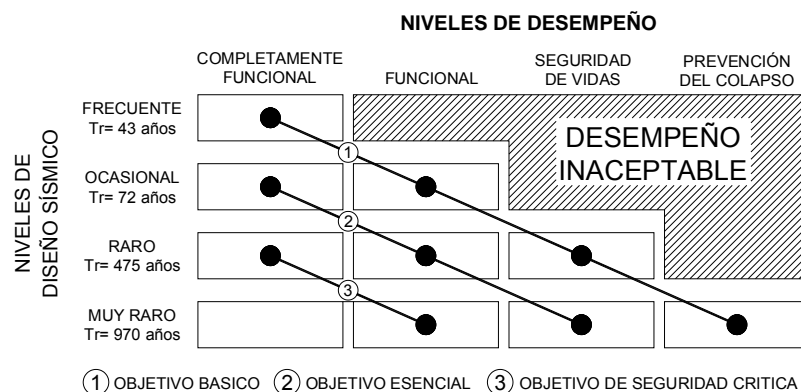 NIVELES DE DESEMPEÑO
COMPLETAMENTE
FUNCIONAL
FUNCIONAL
SEGURIDAD
DE VIDAS
PREVENCIÓN
DEL COLAPSO
NIVELES DE
DISEÑO SÍSMICO
FRECUENTE
Tr= 43 años
DESEMPEÑO
INACEPTABLE
1
OCASIONAL
Tr= 72 años
2
RARO
Tr= 475 años
3
MUY RARO
Tr= 970 años
1 OBJETIVO BASICO 2 OBJETIVO ESENCIAL 3 OBJETIVO DE SEGURIDAD CRITICA